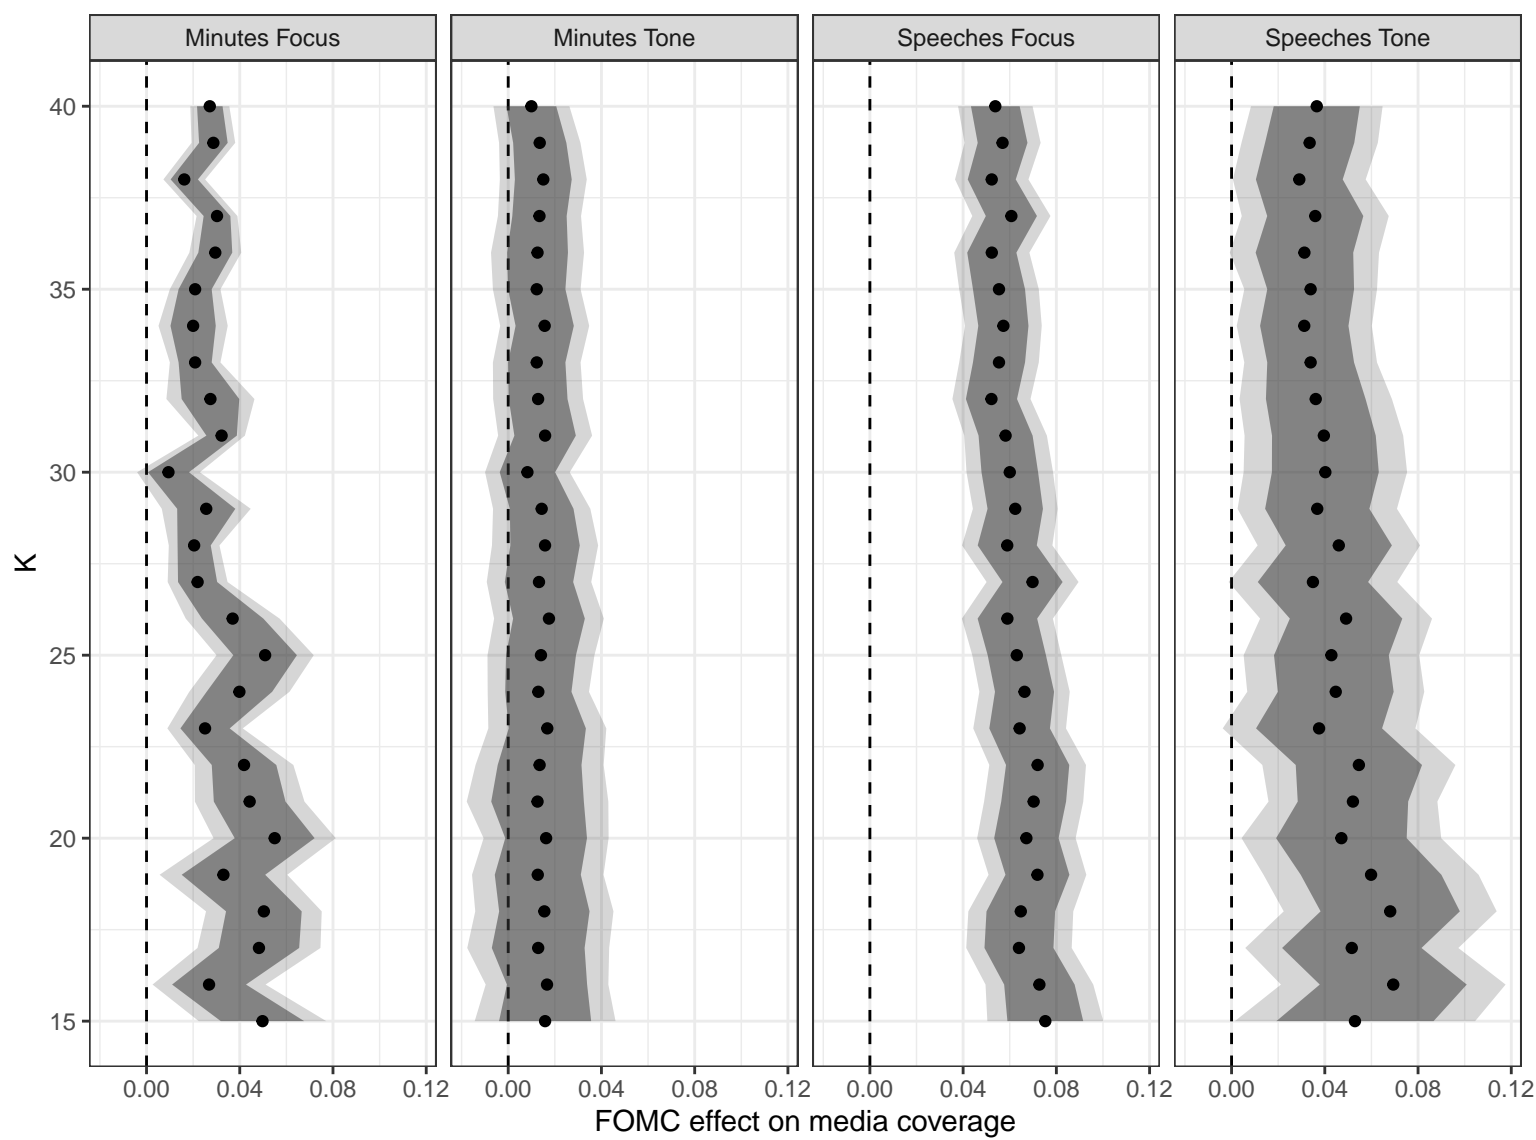 Minutes Focus Minutes Tone Speeches Focus Speeches Tone
40
35
30
K
25
20
15
0.00 0.04 0.08 0.12 0.00 0.04 0.08 0.12 0.00 0.04 0.08 0.12 0.00 0.04 0.08 0.12
FOMC effect on media coverage